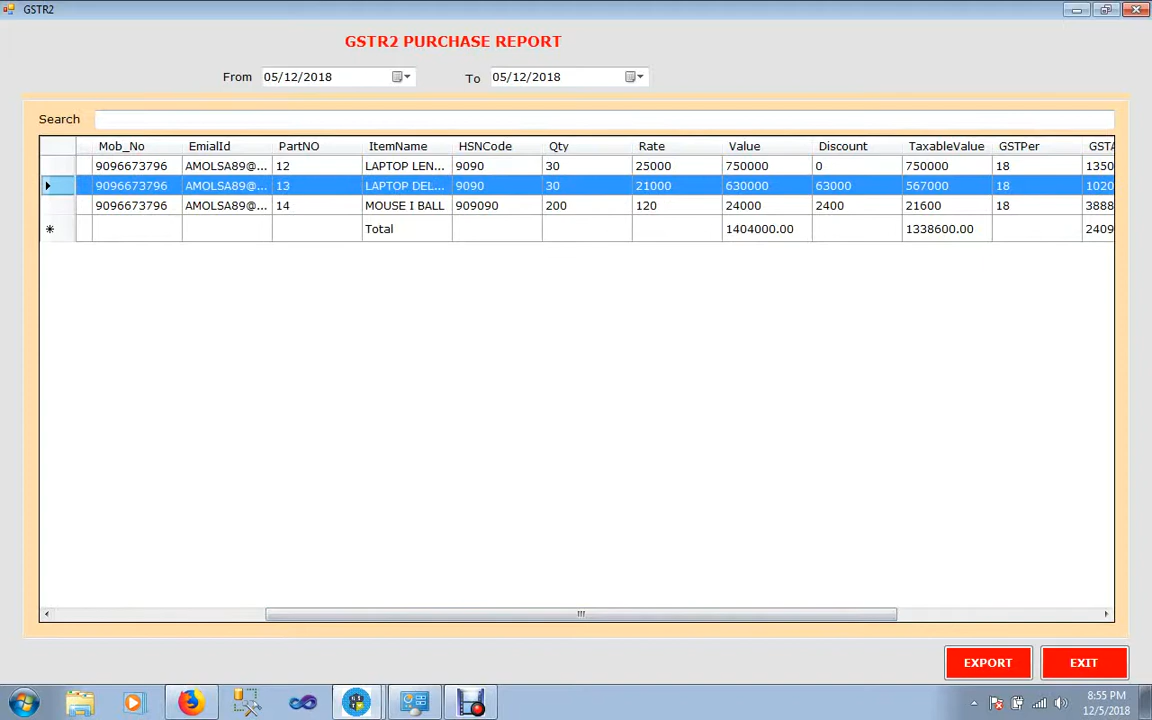 GSTR2
GSTR2 PURCHASE REPORT
From 05/12/2018 To 05/12/2018
Search
Mob_No EmialId PartNO ItemName HSNCode Qty Rate Value Discount TaxableValue GSTPer GSTA
9096673796 AMOLSA89@... 12 LAPTOP LEN... 9090 30 25000 750000 0 750000 18 1350
9096673796 AMOLSA89@... 13 LAPTOP DEL... 9090 30 21000 630000 63000 567000 18 1020
9096673796 AMOLSA89@... 14 MOUSE I BALL 909090 200 120 24000 2400 21600 18 3888
Total 1404000.00 1338600.00 2409
EXPORT EXIT
8:55 PM
12/5/2018